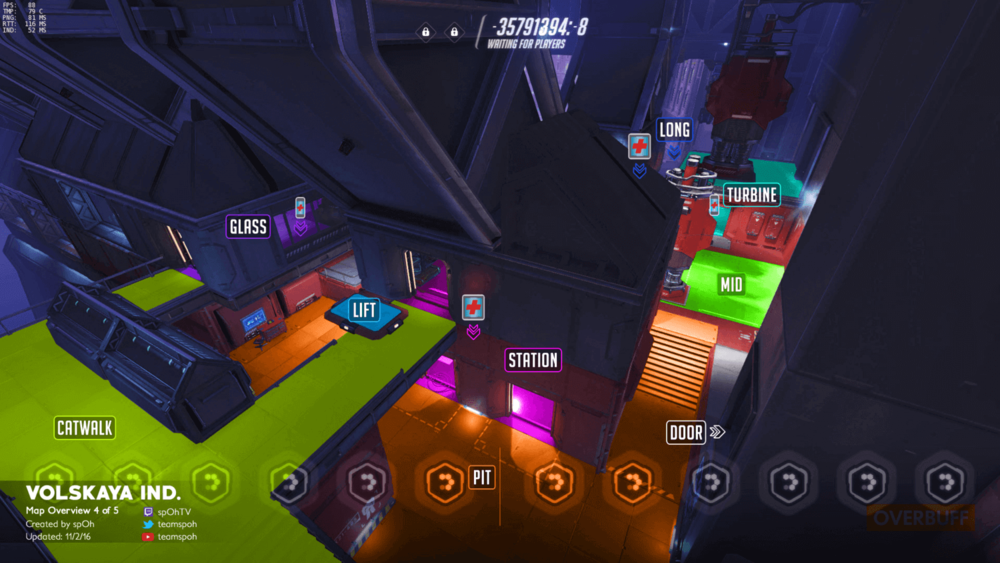 FPS: 88
TMP: 79 C
PNG: 81 MS
RTT: 116 MS
IND: 52 MS
-35791394:-8
WAITING FOR PLAYERS
LONG
TURBINE
GLASS
MID
LIFT
STATION
CATWALK
DOOR
PIT
VOLSKAYA IND.
Map Overview 4 of 5
Created by spOh
Updated: 11/2/16
spOhTV
teamspoh
teamspoh
OVERBUFF